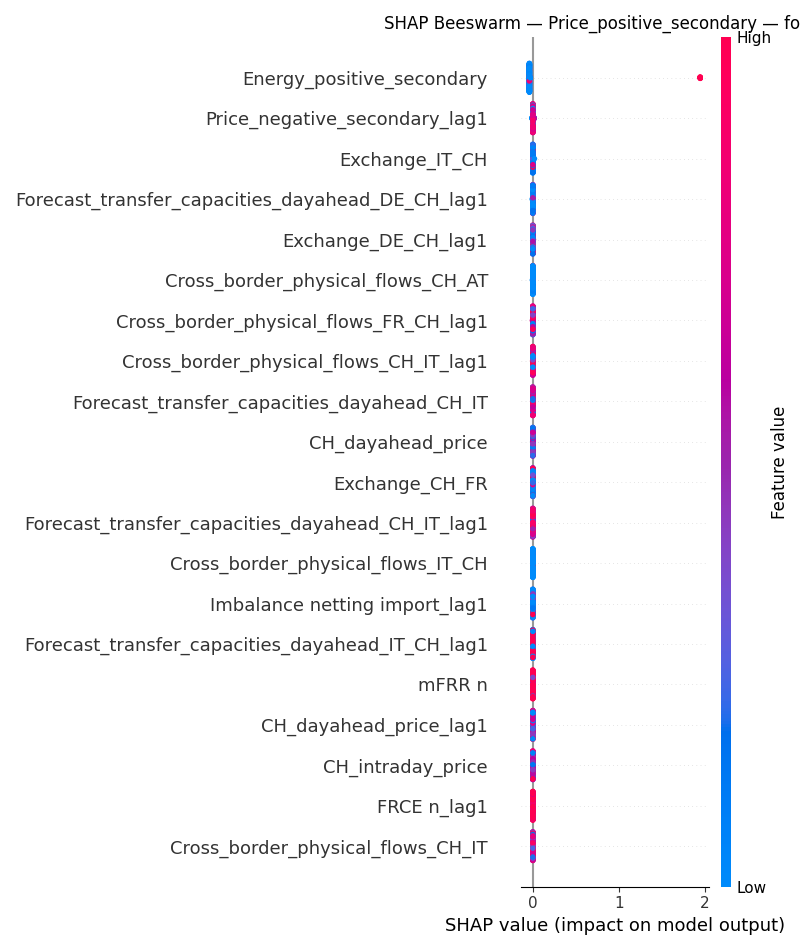 SHAP Beeswarm — Price_positive_secondary — fo
High
Energy_positive_secondary
Price_negative_secondary_lag1
Exchange_IT_CH
Forecast_transfer_capacities_dayahead_DE_CH_lag1
Exchange_DE_CH_lag1
Cross_border_physical_flows_CH_AT
Cross_border_physical_flows_FR_CH_lag1
Cross_border_physical_flows_CH_IT_lag1
Forecast_transfer_capacities_dayahead_CH_IT
CH_dayahead_price
Exchange_CH_FR
Forecast_transfer_capacities_dayahead_CH_IT_lag1
Cross_border_physical_flows_IT_CH
Imbalance netting import_lag1
Forecast_transfer_capacities_dayahead_IT_CH_lag1
mFRR n
CH_dayahead_price_lag1
CH_intraday_price
FRCE n_lag1
Cross_border_physical_flows_CH_IT
Feature value
Low
0 1 2
SHAP value (impact on model output)